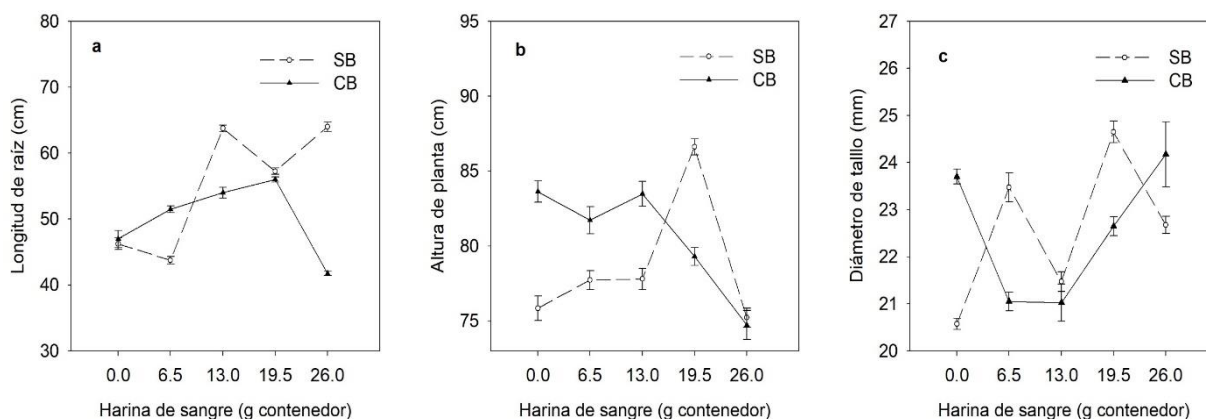 a
SB
CB
80
70
60
50
40
30
Longitud de raíz (cm)
0.0 6.5 13.0 19.5 26.0
Harina de sangre (g contenedor)
b
SB
CB
95
90
85
80
75
Altura de planta (cm)
0.0 6.5 13.0 19.5 26.0
Harina de sangre (g contenedor)
c
SB
CB
27
26
25
24
23
22
21
20
Diámetro de talllo (mm)
0.0 6.5 13.0 19.5 26.0
Harina de sangre (g contenedor)